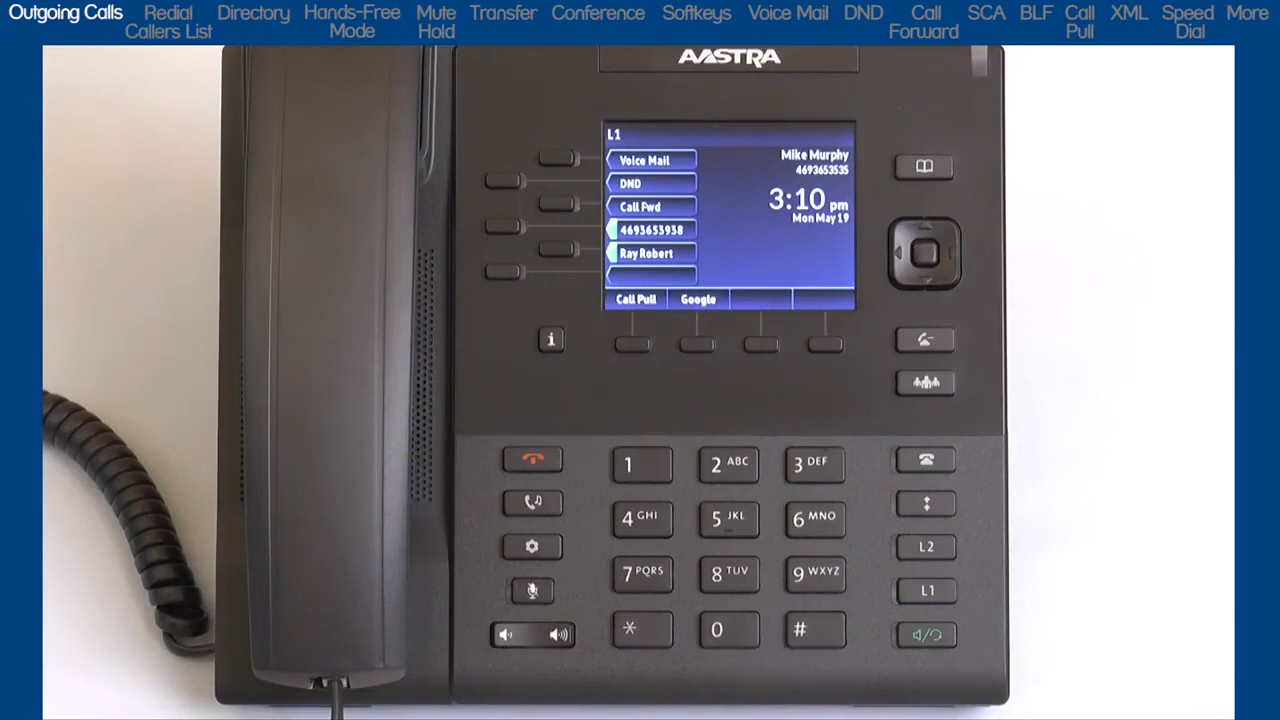 Outgoing Calls
Redial
Callers List
Directory
Hands-Free
Mode
Mute
Hold
Transfer
Conference
Softkeys
Voice Mail
DND
Call
Forward
SCA
BLF
Call
Pull
XML
Speed
Dial
More
AASTRA
L1
Voice Mail
DND
Call Fwd
4693653938
Ray Robert
Mike Murphy
4693653535
3:10 pm
Mon May 19
Call Pull
Google
i
1
2 ABC
3 DEF
4 GHI
5 JKL
6 MNO
7 PQRS
8 TUV
9 WXYZ
*
0
#
L2
L1